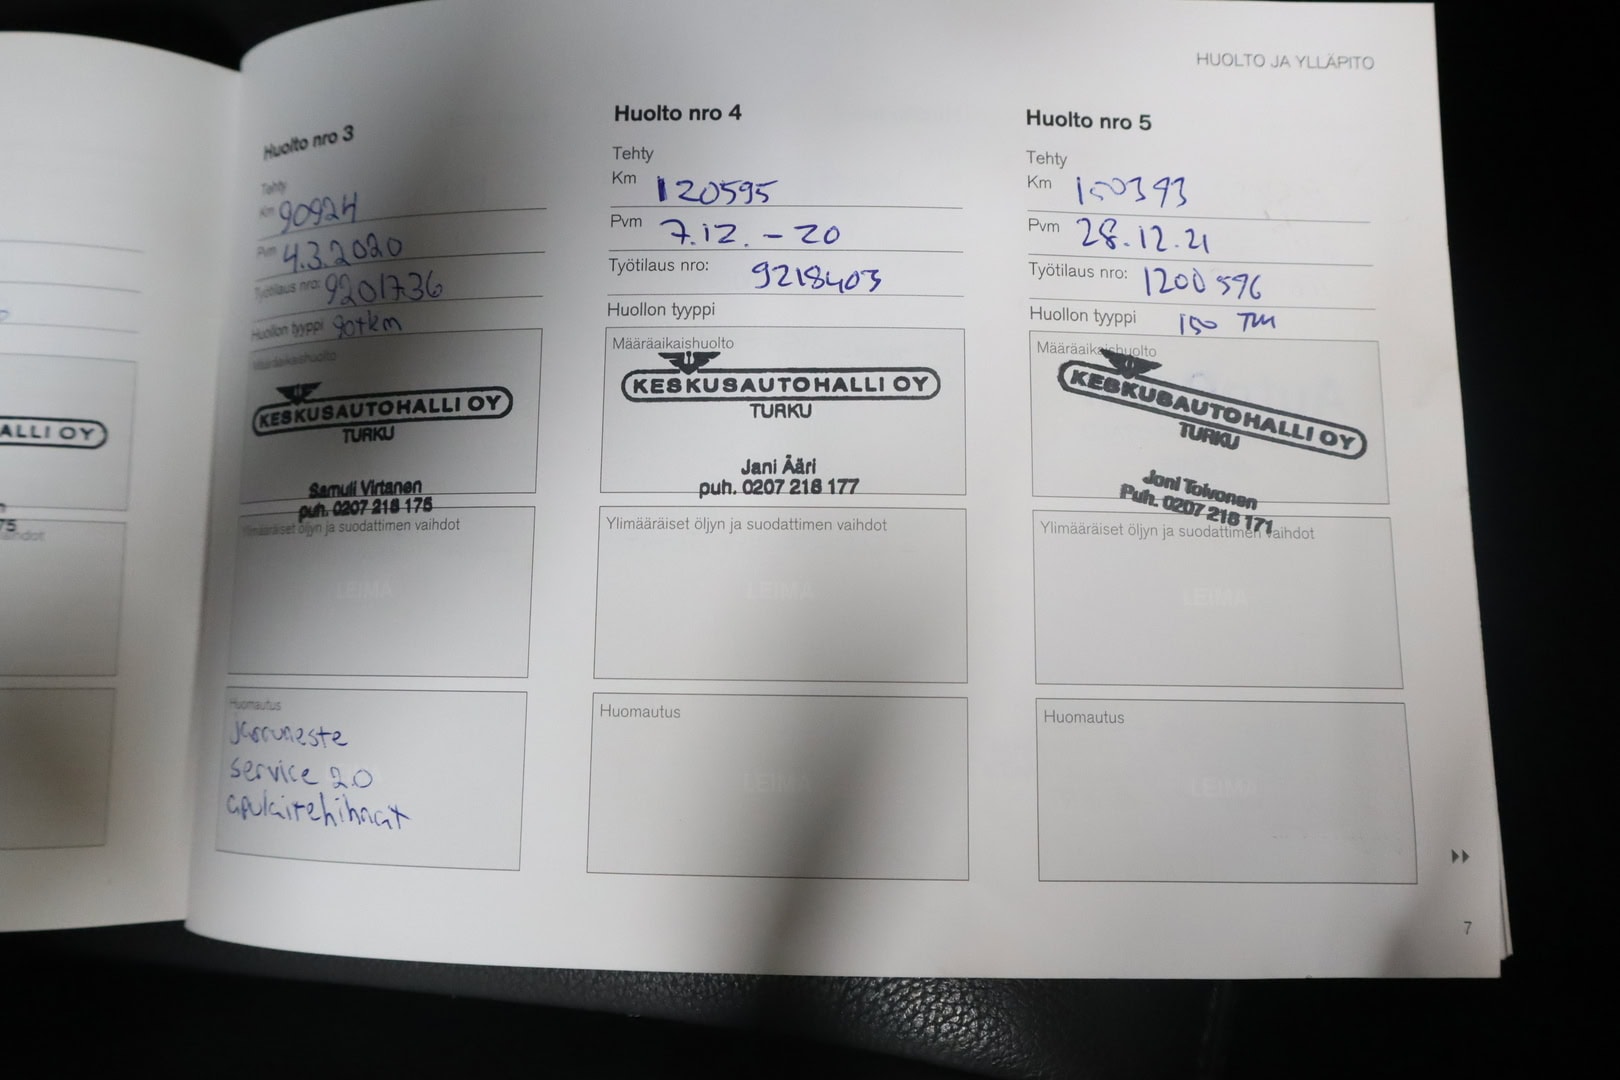 HUOLTO JA YLLÄPITO
ALLI OY
75
Huolto nro 3
Tehty
Km 90924
Pvm 4.3.2020
Työtilaus nro: 9201736
Huollon tyyppi 90tkm
Määräaikaishuolto
KESKUSAUTOHALLI OY
TURKU
Samuli Virtanen
puh. 0207 218 175
Ylimääräiset öljyn ja suodattimen vaihdot
LEIMA
Huomautus
jarruneste
service 2.0
apulaitehihnat
Huolto nro 4
Tehty
Km 120595
Pvm 7.12.-20
Työtilaus nro: 9218403
Huollon tyyppi
Määräaikaishuolto
KESKUSAUTOHALLI OY
TURKU
Jani Ääri
puh. 0207 218 177
Ylimääräiset öljyn ja suodattimen vaihdot
LEIMA
Huomautus
LEIMA
Huolto nro 5
Tehty
Km 150393
Pvm 28.12.21
Työtilaus nro: 1200596
Huollon tyyppi 150 TM
Määräaikaishuolto
KESKUSAUTOHALLI OY
TURKU
Joni Toivonen
Puh. 0207 218 171
Ylimääräiset öljyn ja suodattimen vaihdot
LEIMA
Huomautus
LEIMA
7